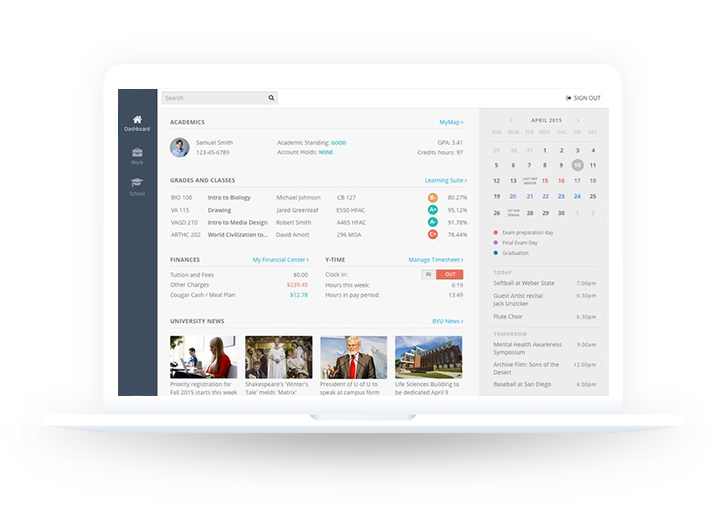 Search
SIGN OUT
Dashboard
Work
School
ACADEMICS
MyMap ›
Samuel Smith
123-45-6789
Academic Standing: GOOD
Account Holds: NONE
GPA: 3.41
Credits hours: 97
GRADES AND CLASSES
Learning Suite ›
BIO 100 Intro to Biology Michael Johnson CB 127 80.27%
VA 115 Drawing Jared Greenleaf E550 HFAC A+ 95.12%
VAGD 210 Intro to Media Design Robert Smith A465 HFAC A- 91.78%
ARTHC 202 World Civilization to... David Amott 296 MOA C+ 78.44%
FINANCES
My Financial Center ›
Tuition and Fees $0.00
Other Charges $239.45
Cougar Cash / Meal Plan $12.78
Y-TIME
Manage Timesheet ›
Clock in: IN OUT
Hours this week: 6:19
Hours in pay period: 13:49
UNIVERSITY NEWS
BYU News ›
Priority registration for
Fall 2015 starts this week
Shakespeare's 'Winter's
Tale' melds 'Matrix'
President of U of U to
speak at campus form
Life Sciences Building to
be dedicated April 9
‹ APRIL 2015 ›
SUN MON TUE WED THU FRI SAT
29 30 31 1 2 3 4
5 6 7 8 9 10 11
12 13 LAST DAY 15 16 17 18
19 20 21 22 23 24 25
26 1ST DAY SPRING 28 29 30 1 2
Exam preparation day
Final Exam Day
Graduation
TODAY
Softball at Weber State 7:00pm
Guest Artist recital 6:30pm
Jack Unzicker
Flute Choir 6:30pm
TOMORROW
Mental Health Awareness 9:00am
Symposium
Archive Film: Sons of the 12:00pm
Desert
Baseball at San Diego 6:00pm